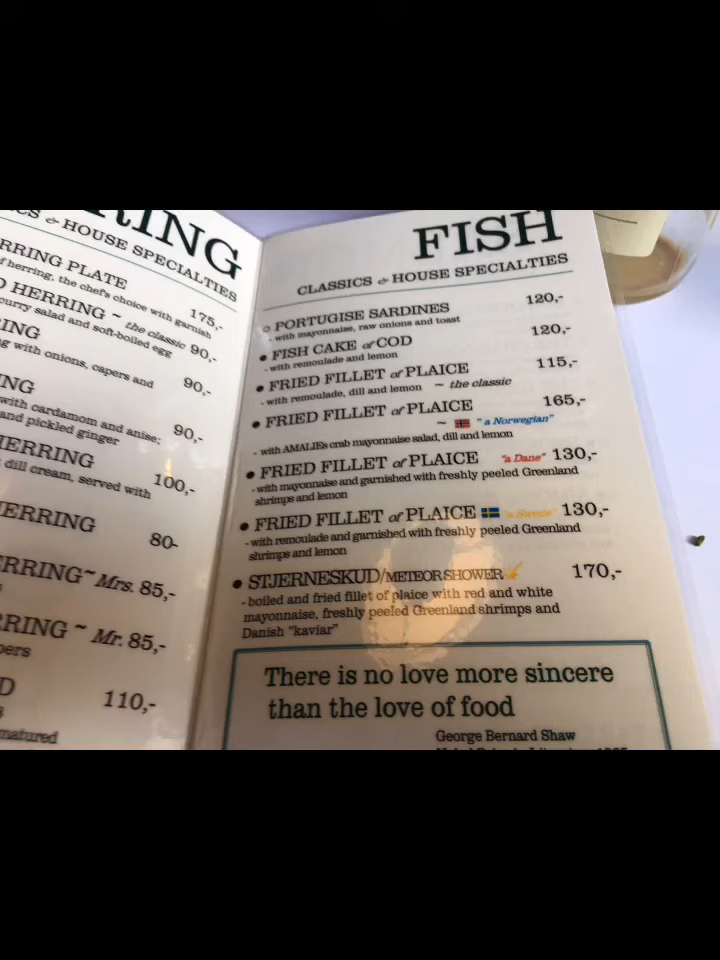 RING
CS & HOUSE SPECIALTIES
RRING PLATE 175,-
f herring, the chef's choice with garnish
D HERRING ~ the classic 90,-
curry salad and soft-boiled egg
ING 90,-
g with onions, capers and
NG 90,-
with cardamom and anise;
and pickled ginger
ERRING 100,-
dill cream, served with
ERRING 80-
ERRING ~ Mrs. 85,-
RRING ~ Mr. 85,-
pers
D 110,-
matured
FISH
CLASSICS & HOUSE SPECIALTIES
PORTUGISE SARDINES 120,-
- with mayonnaise, raw onions and toast
• FISH CAKE of COD 120,-
- with remoulade and lemon
• FRIED FILLET of PLAICE 115,-
- with remoulade, dill and lemon ~ the classic
• FRIED FILLET of PLAICE 165,-
~ "a Norwegian"
- with AMALIEs crab mayonnaise salad, dill and lemon
• FRIED FILLET of PLAICE "a Dane" 130,-
- with mayonnaise and garnished with freshly peeled Greenland
shrimps and lemon
• FRIED FILLET of PLAICE "a Swede" 130,-
- with remoulade and garnished with freshly peeled Greenland
shrimps and lemon
• STJERNESKUD/METEOR SHOWER 170,-
- boiled and fried fillet of plaice with red and white
mayonnaise, freshly peeled Greenland shrimps and
Danish "kaviar"
There is no love more sincere
than the love of food
George Bernard Shaw